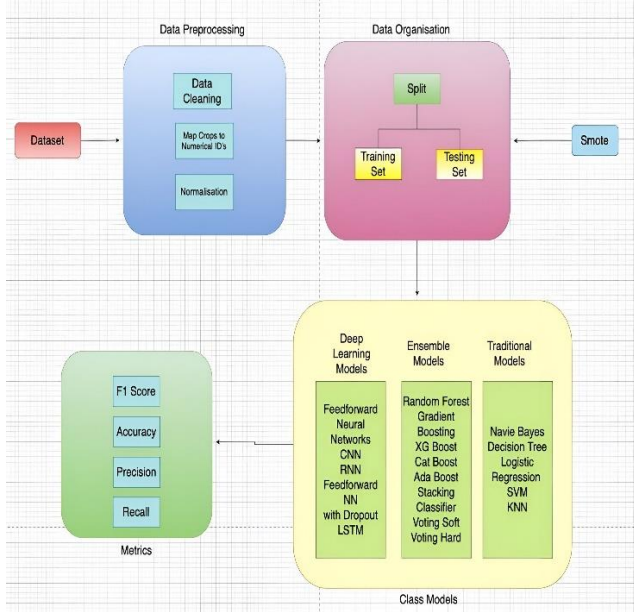 Data Preprocessing
Data
Cleaning
Map Crops to
Numerical ID's
Normalisation
Dataset
Data Organisation
Split
Training
Set
Testing
Set
Smote
Deep
Learning
Models
Feedforward
Neural
Networks
CNN
RNN
Feedforward
NN
with Dropout
LSTM
Ensemble
Models
Random Forest
Gradient
Boosting
XG Boost
Cat Boost
Ada Boost
Stacking
Classifier
Voting Soft
Voting Hard
Traditional
Models
Navie Bayes
Decision Tree
Logistic
Regression
SVM
KNN
Class Models
F1 Score
Accuracy
Precision
Recall
Metrics